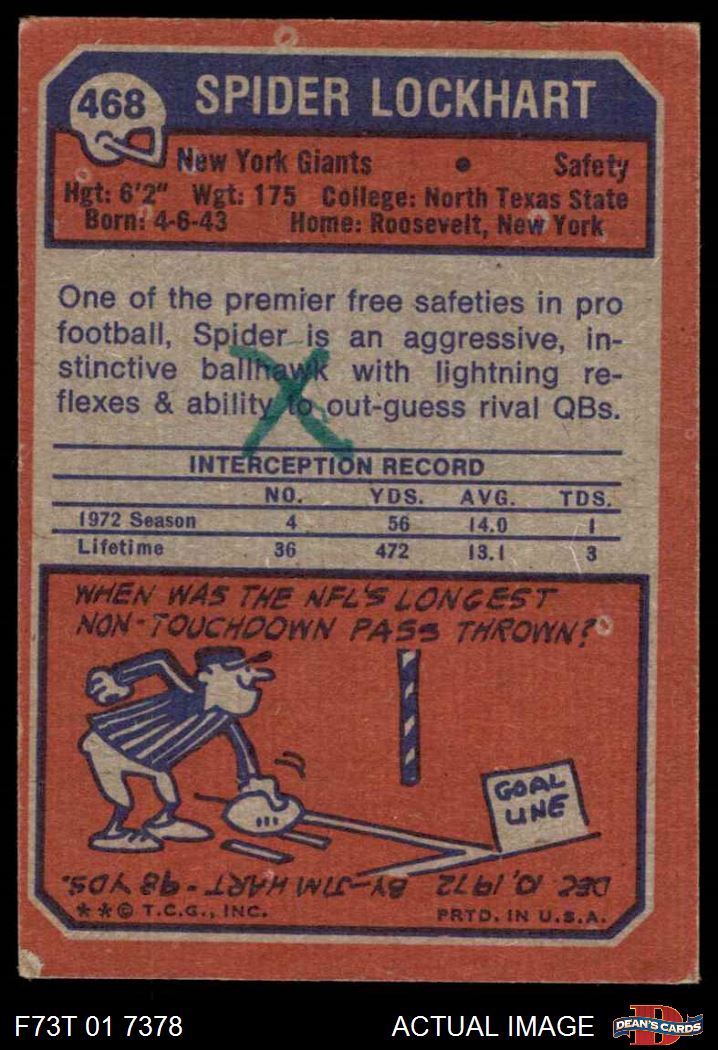 468
SPIDER LOCKHART
New York Giants • Safety
Hgt: 6'2" Wgt: 175 College: North Texas State
Born: 4-6-43 Home: Roosevelt, New York
One of the premier free safeties in pro
football, Spider is an aggressive, in-
stinctive ballhawk with lightning re-
flexes & ability to out-guess rival QBs.
INTERCEPTION RECORD
NO. YDS. AVG. TDS.
1972 Season 4 56 14.0 1
Lifetime 36 472 13.1 3
WHEN WAS THE NFL'S LONGEST
NON-TOUCHDOWN PASS THROWN?
GOAL
LINE
DEC 10, 1972 BY-JIM HART - 98 YDS.
* * © T.C.G., INC. PRTD. IN U.S.A.
F73T 01 7378 ACTUAL IMAGE D DEAN'S CARDS